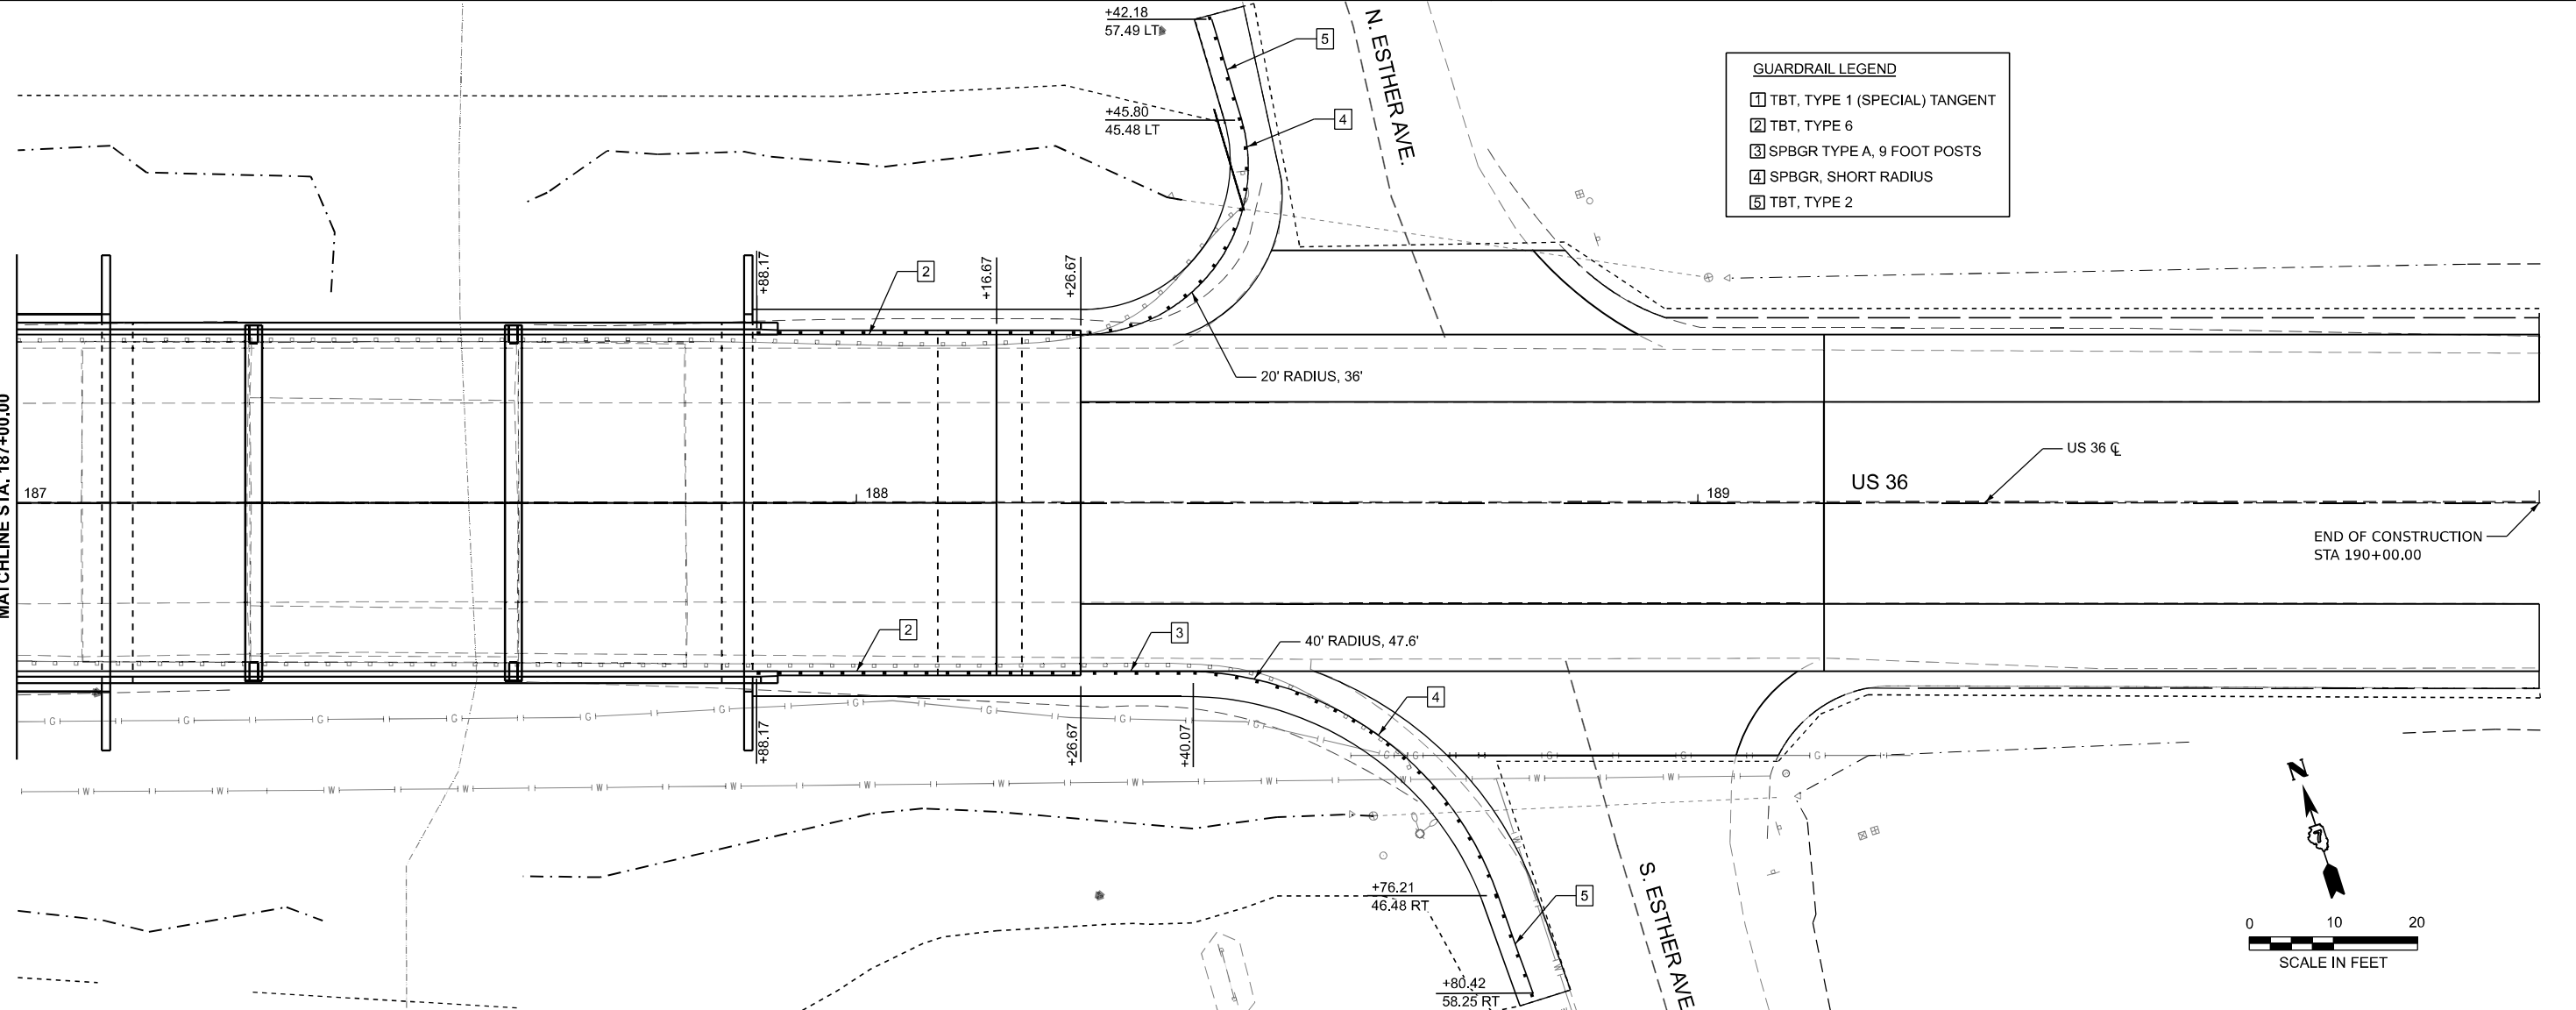 +42.18
57.49 LT
5
N. ESTHER AVE.
GUARDRAIL LEGEND
1 TBT, TYPE 1 (SPECIAL) TANGENT
2 TBT, TYPE 6
3 SPBGR TYPE A, 9 FOOT POSTS
4 SPBGR, SHORT RADIUS
5 TBT, TYPE 2
+45.80
45.48 LT
4
+88.17
2
+16.67
+26.67
20' RADIUS, 36'
MATCHLINE STA. 187+00.00
187
188
189
US 36
US 36 ℄
END OF CONSTRUCTION
STA 190+00.00
2
3
40' RADIUS, 47.6'
4
G G G G G G G G G G G G G G
+88.17
+26.67
+40.07
W W W W W W W W W W W W W
W
W
+76.21
46.48 RT
5
S. ESTHER AVE
+80.42
58.25 RT
N
7
0 10 20
SCALE IN FEET